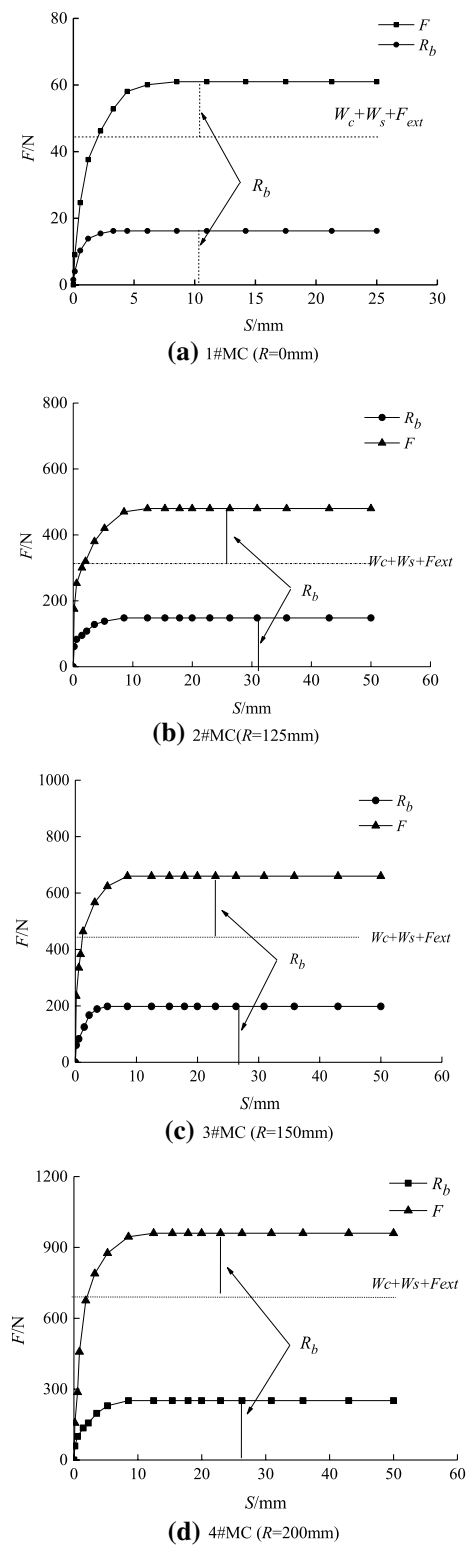 80
F
R_b
60
W_c+W_s+F_ext
F/N
40
R_b
20
0
0 5 10 15 20 25 30
S/mm
(a) 1#MC (R=0mm)
800
R_b
F
600
F/N
400
Wc+Ws+Fext
R_b
200
0
0 10 20 30 40 50 60
S/mm
(b) 2#MC(R=125mm)
1000
R_b
800
F
600
F/N
Wc+Ws+Fext
400
R_b
200
0
0 10 20 30 40 50 60
S/mm
(c) 3#MC (R=150mm)
1200
R_b
F
900
Wc+Ws+Fext
F/N
600
R_b
300
0
0 10 20 30 40 50 60
S/mm
(d) 4#MC (R=200mm)